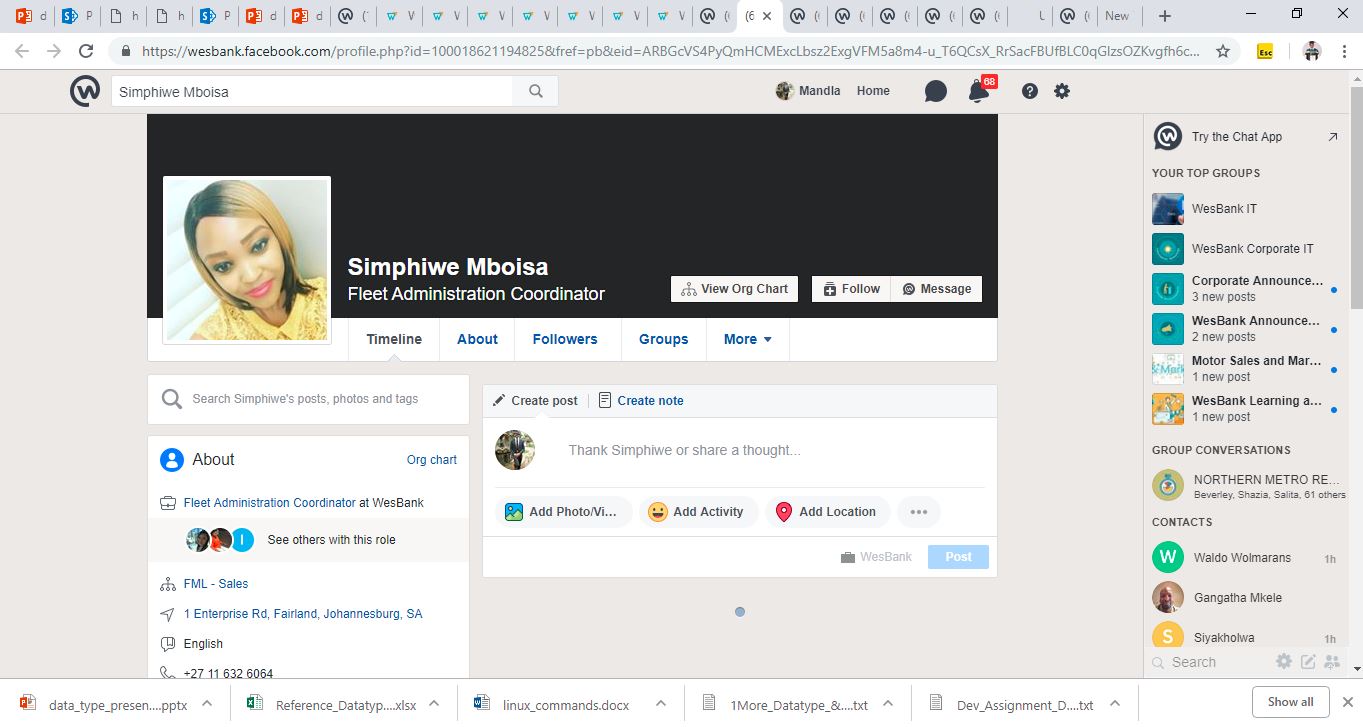 d
P
h
h
P
d
d
(
W
W
W
W
W
W
W
(
(6
(
(
(
(
(
U
(
New
https://wesbank.facebook.com/profile.php?id=100018621194825&fref=pb&eid=ARBGcVS4PyQmHCMExcLbsz2ExgVFM5a8m4-u_T6QCsX_RrSacFBUfBLC0qGlzsOZKvgfh6c...
Esc
Simphiwe Mboisa
Mandla Home
68
Simphiwe Mboisa
Fleet Administration Coordinator
View Org Chart Follow Message
Timeline About Followers Groups More
Search Simphiwe's posts, photos and tags
About Org chart
Fleet Administration Coordinator at WesBank
I
See others with this role
FML - Sales
1 Enterprise Rd, Fairland, Johannesburg, SA
English
+27 11 632 6064
Create post Create note
Thank Simphiwe or share a thought...
Add Photo/Vi... Add Activity Add Location
WesBank Post
Try the Chat App
YOUR TOP GROUPS
WesBank IT
WesBank Corporate IT
Corporate Announce...
3 new posts
WesBank Announce...
2 new posts
Motor Sales and Mar...
1 new post
WesBank Learning a...
1 new post
GROUP CONVERSATIONS
NORTHERN METRO RE...
Beverley, Shazia, Salita, 61 others
CONTACTS
W Waldo Wolmarans 1h
Gangatha Mkele
S Siyakholwa 1h
Search
data_type_presen....pptx
Reference_Datatyp....xlsx
linux_commands.docx
1More_Datatype_&....txt
Dev_Assignment_D....txt
Show all